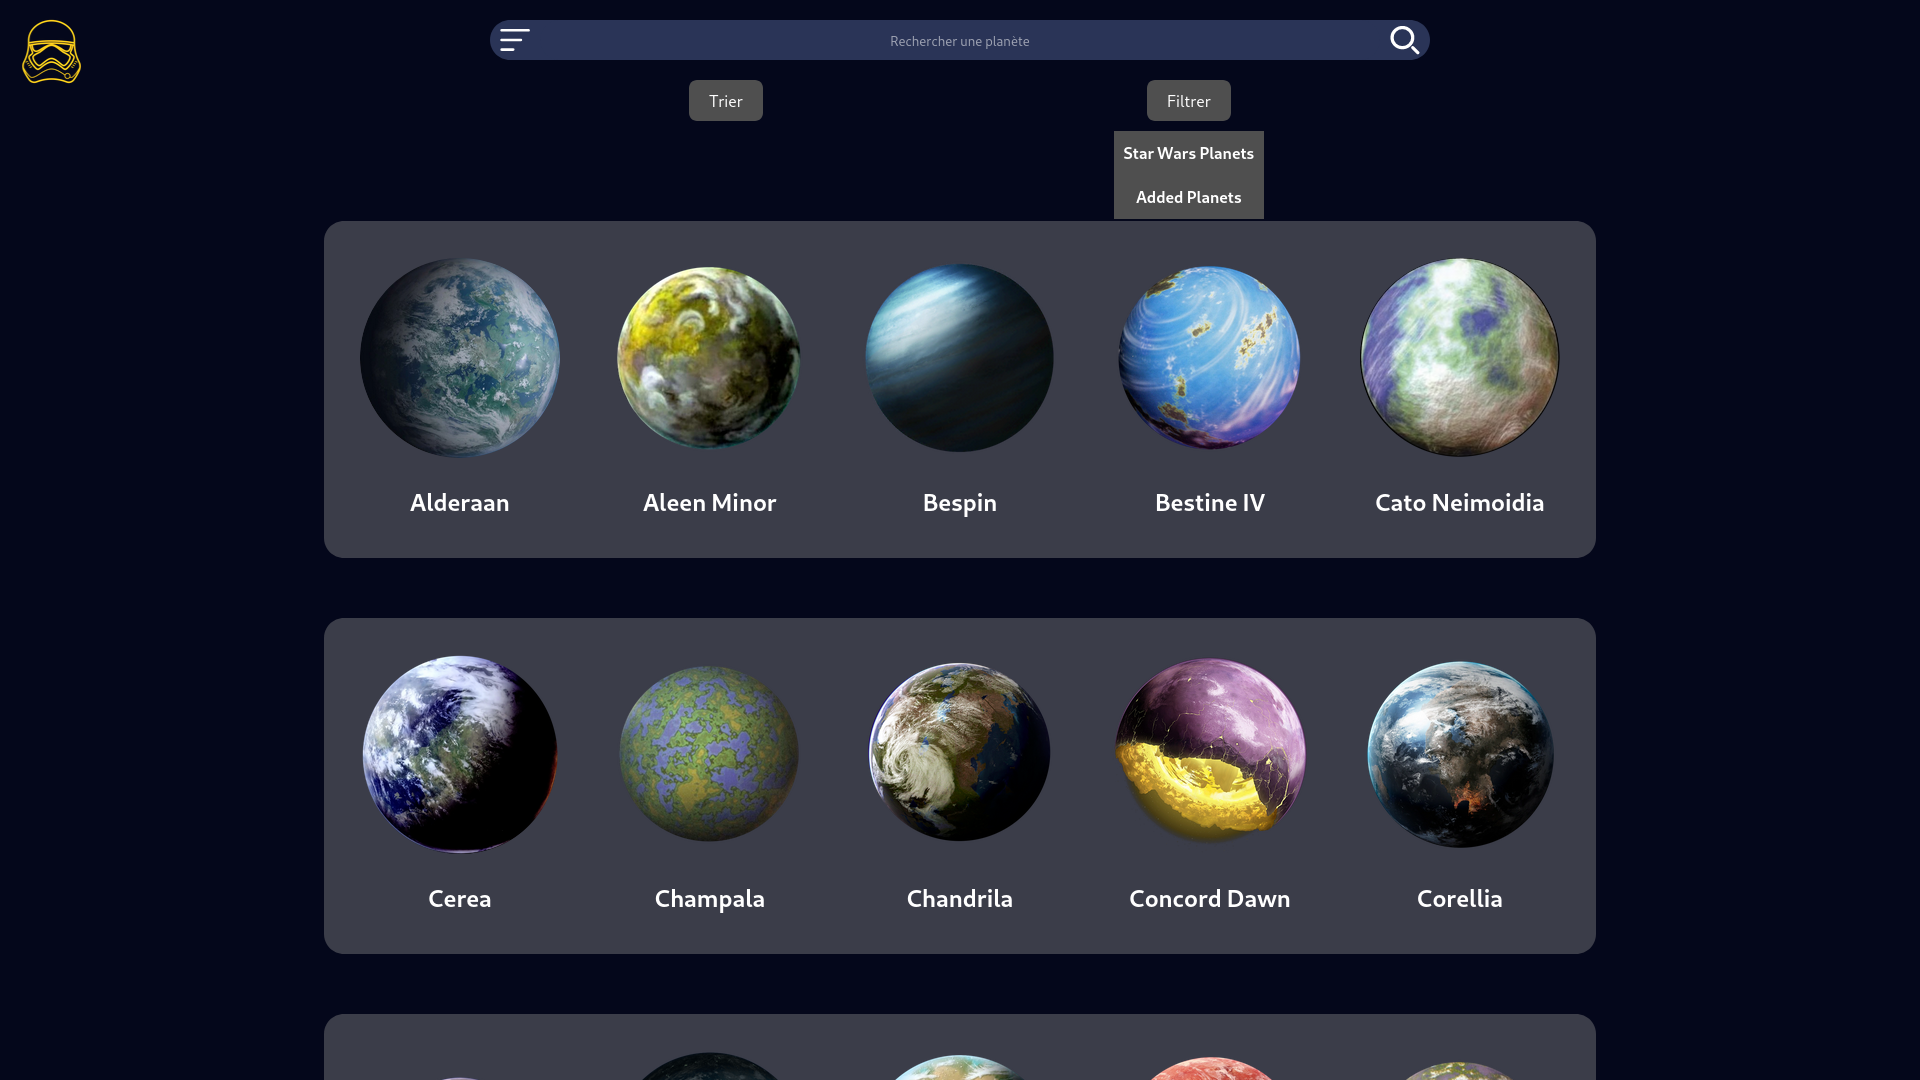 Rechercher une planète
Trier
Filtrer
Star Wars Planets
Added Planets
Alderaan
Aleen Minor
Bespin
Bestine IV
Cato Neimoidia
Cerea
Champala
Chandrila
Concord Dawn
Corellia